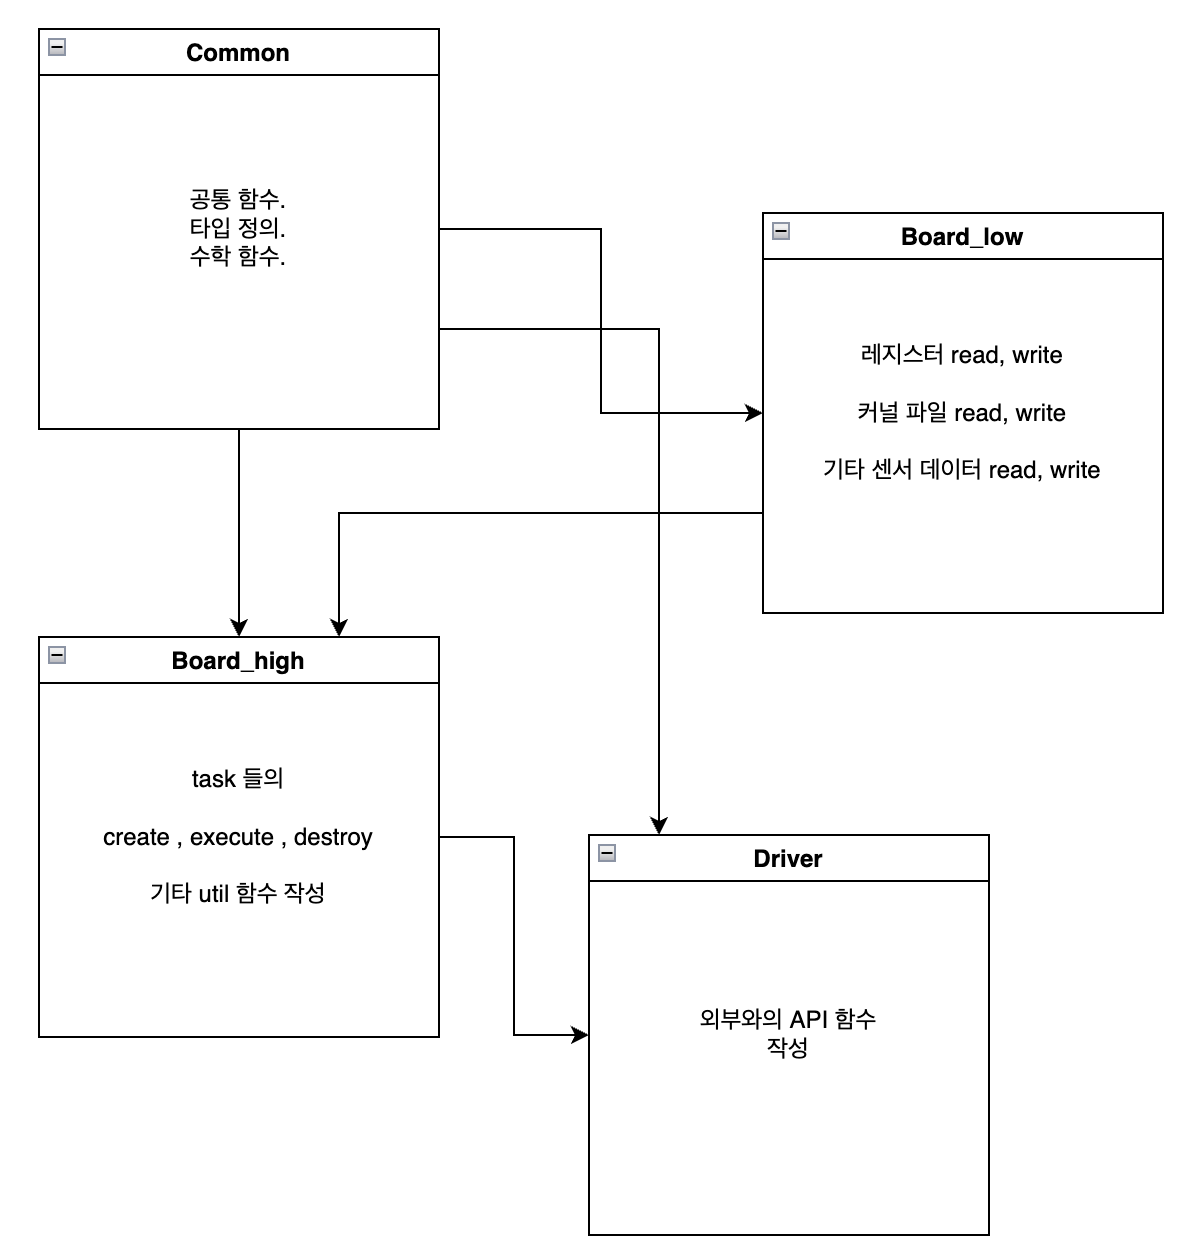 Common
공통 함수.
타입 정의.
수학 함수.
Board_low
레지스터 read, write
커널 파일 read, write
기타 센서 데이터 read, write
Board_high
task 들의
create , execute , destroy
기타 util 함수 작성
Driver
외부와의 API 함수
작성